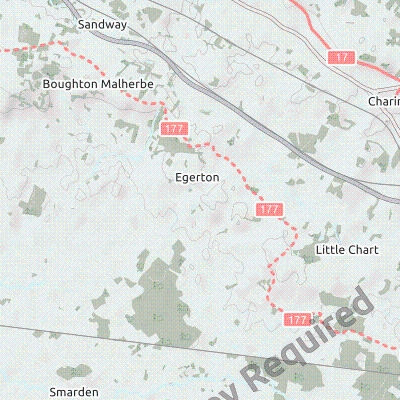 Sandway
17
Boughton Malherbe
Charin
177
Egerton
177
Little Chart
177
Required
Smarden